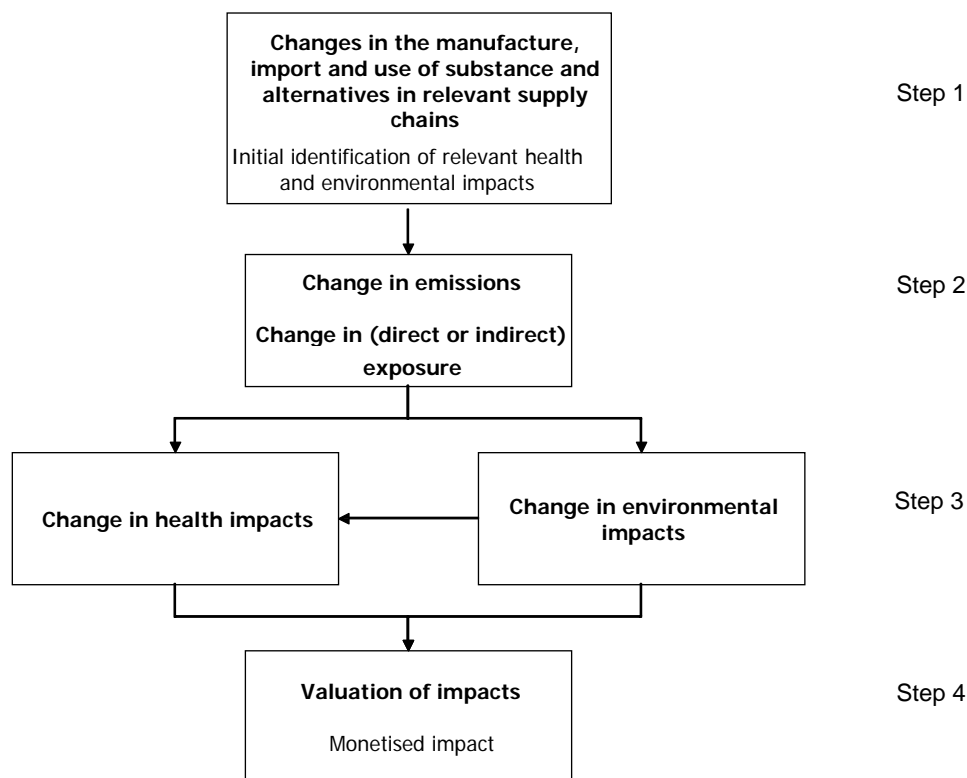 Changes in the manufacture,
import and use of substance and
alternatives in relevant supply
chains
Initial identification of relevant health
and environmental impacts
Step 1
Change in emissions
Change in (direct or indirect)
exposure
Step 2
Change in health impacts
Change in environmental
impacts
Step 3
Valuation of impacts
Monetised impact
Step 4